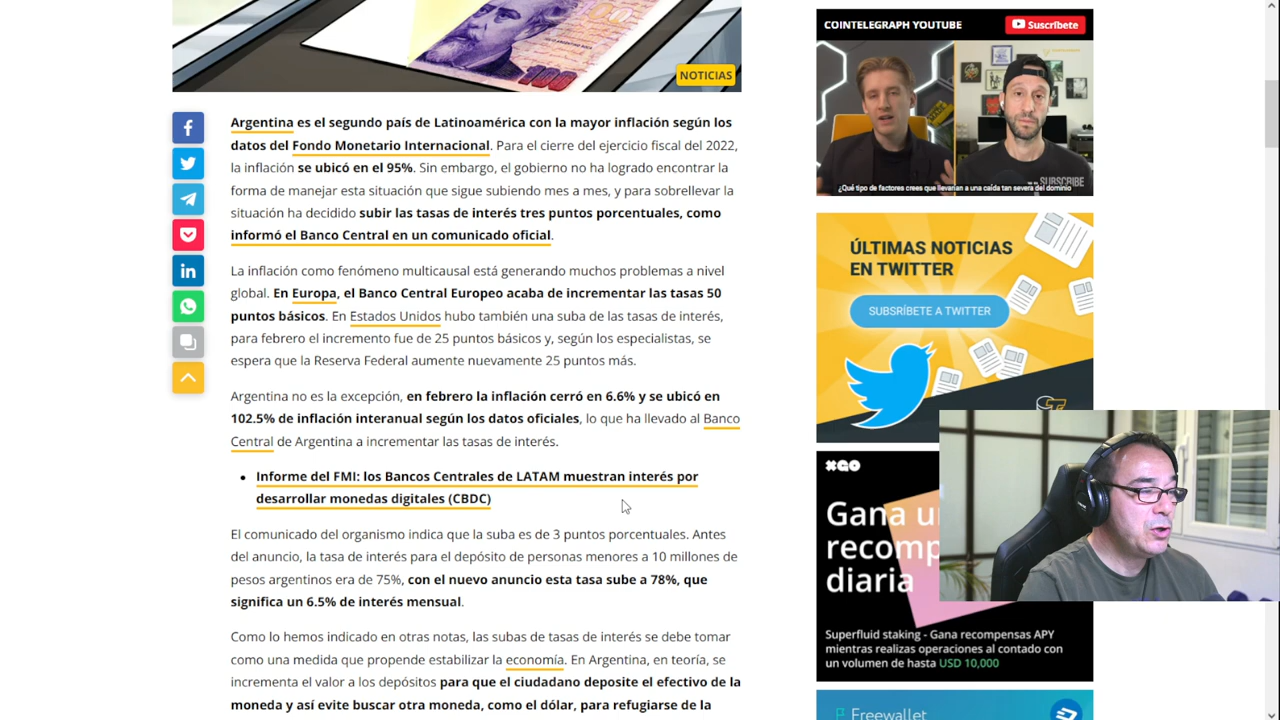 100
NOTICIAS
Argentina es el segundo país de Latinoamérica con la mayor inflación según los
datos del Fondo Monetario Internacional. Para el cierre del ejercicio fiscal del 2022,
la inflación se ubicó en el 95%. Sin embargo, el gobierno no ha logrado encontrar la
forma de manejar esta situación que sigue subiendo mes a mes, y para sobrellevar la
situación ha decidido subir las tasas de interés tres puntos porcentuales, como
informó el Banco Central en un comunicado oficial.
La inflación como fenómeno multicausal está generando muchos problemas a nivel
global. En Europa, el Banco Central Europeo acaba de incrementar las tasas 50
puntos básicos. En Estados Unidos hubo también una suba de las tasas de interés,
para febrero el incremento fue de 25 puntos básicos y, según los especialistas, se
espera que la Reserva Federal aumente nuevamente 25 puntos más.
Argentina no es la excepción, en febrero la inflación cerró en 6.6% y se ubicó en
102.5% de inflación interanual según los datos oficiales, lo que ha llevado al Banco
Central de Argentina a incrementar las tasas de interés.
• Informe del FMI: los Bancos Centrales de LATAM muestran interés por
desarrollar monedas digitales (CBDC)
El comunicado del organismo indica que la suba es de 3 puntos porcentuales. Antes
del anuncio, la tasa de interés para el depósito de personas menores a 10 millones de
pesos argentinos era de 75%, con el nuevo anuncio esta tasa sube a 78%, que
significa un 6.5% de interés mensual.
Como lo hemos indicado en otras notas, las subas de tasas de interés se debe tomar
como una medida que propende estabilizar la economía. En Argentina, en teoría, se
incrementa el valor a los depósitos para que el ciudadano deposite el efectivo de la
moneda y así evite buscar otra moneda, como el dólar, para refugiarse de la
COINTELEGRAPH YOUTUBE
Suscríbete
SUBSCRIBE
¿Qué tipo de factores crees que llevarían a una caída tan severa del dominio
ÚLTIMAS NOTICIAS
EN TWITTER
SUBSRÍBETE A TWITTER
CT
XGO
Gana u
recomp
diaria
Superfluid staking - Gana recompensas APY
mientras realizas operaciones al contado con
un volumen de hasta USD 10,000
Freewallet